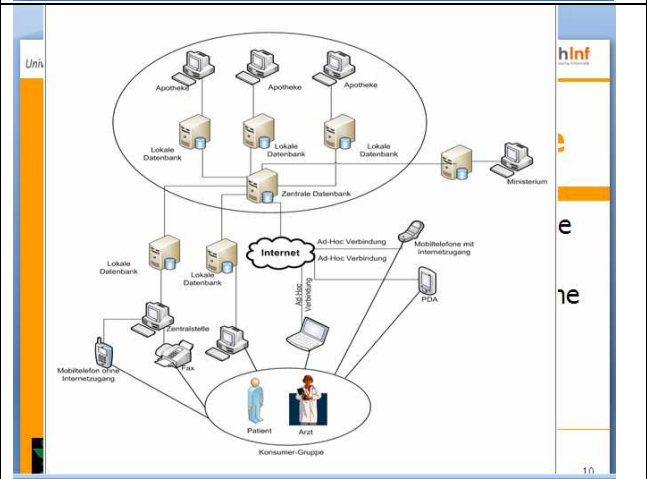 Univ
hInf
Apotheke
Apotheke
Apotheke
Lokale
Datenbank
Lokale
Datenbank
Lokale
Datenbank
Zentrale Datenbank
Ministerium
e
e
Internet
Ad-Hoc Verbindung
Ad-Hoc Verbindung
Mobiltelefone mit
Internetzugang
Lokale
Datenbank
Lokale
Datenbank
Ad-Hoc
Verbindung
PDA
ne
Zentralstelle
Fax
Mobiltelefon ohne
Internetzugang
Patient
Arzt
Konsumer-Gruppe
10